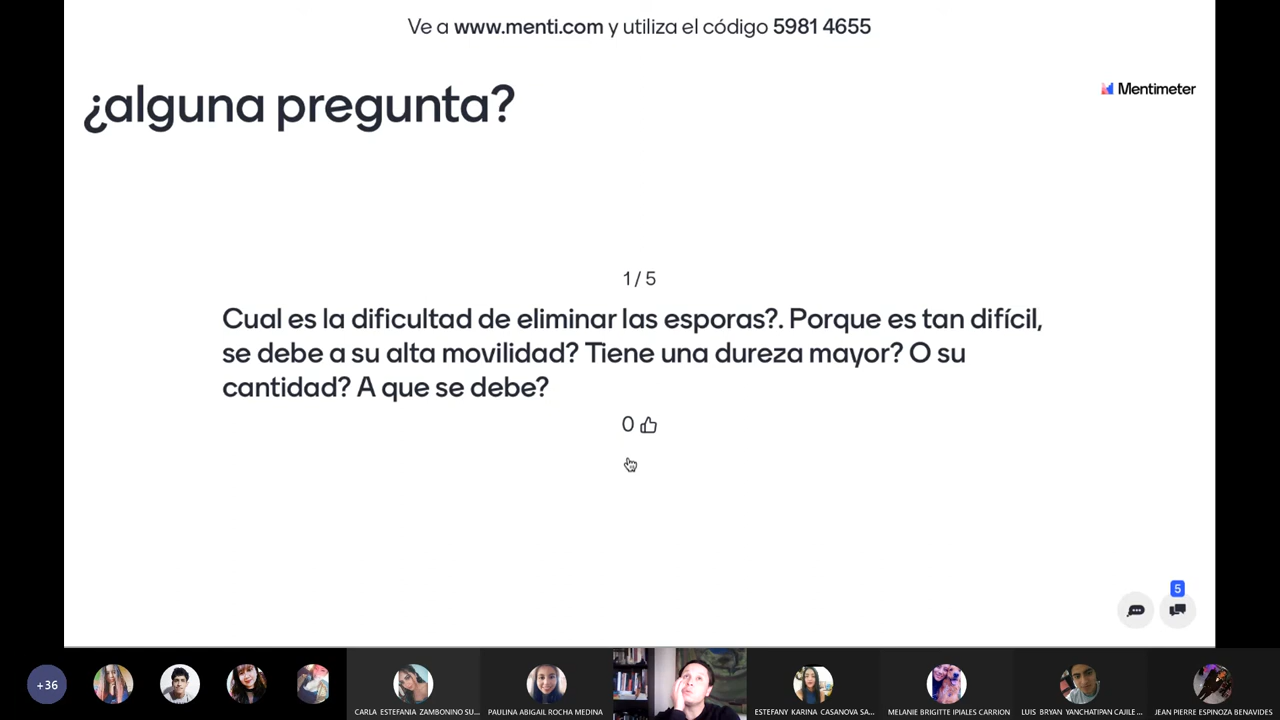 Ve a www.menti.com y utiliza el código 5981 4655
¿alguna pregunta?
Mentimeter
1 / 5
Cual es la dificultad de eliminar las esporas?. Porque es tan difícil,
se debe a su alta movilidad? Tiene una dureza mayor? O su
cantidad? A que se debe?
0
5
+36
CARLA ESTEFANIA ZAMBONINO SU...
PAULINA ABIGAIL ROCHA MEDINA
ESTEFANY KARINA CASANOVA SA...
MELANIE BRIGITTE IPIALES CARRION
LUIS BRYAN YANCHATIPAN CAJILE ...
JEAN PIERRE ESPINOZA BENAVIDES